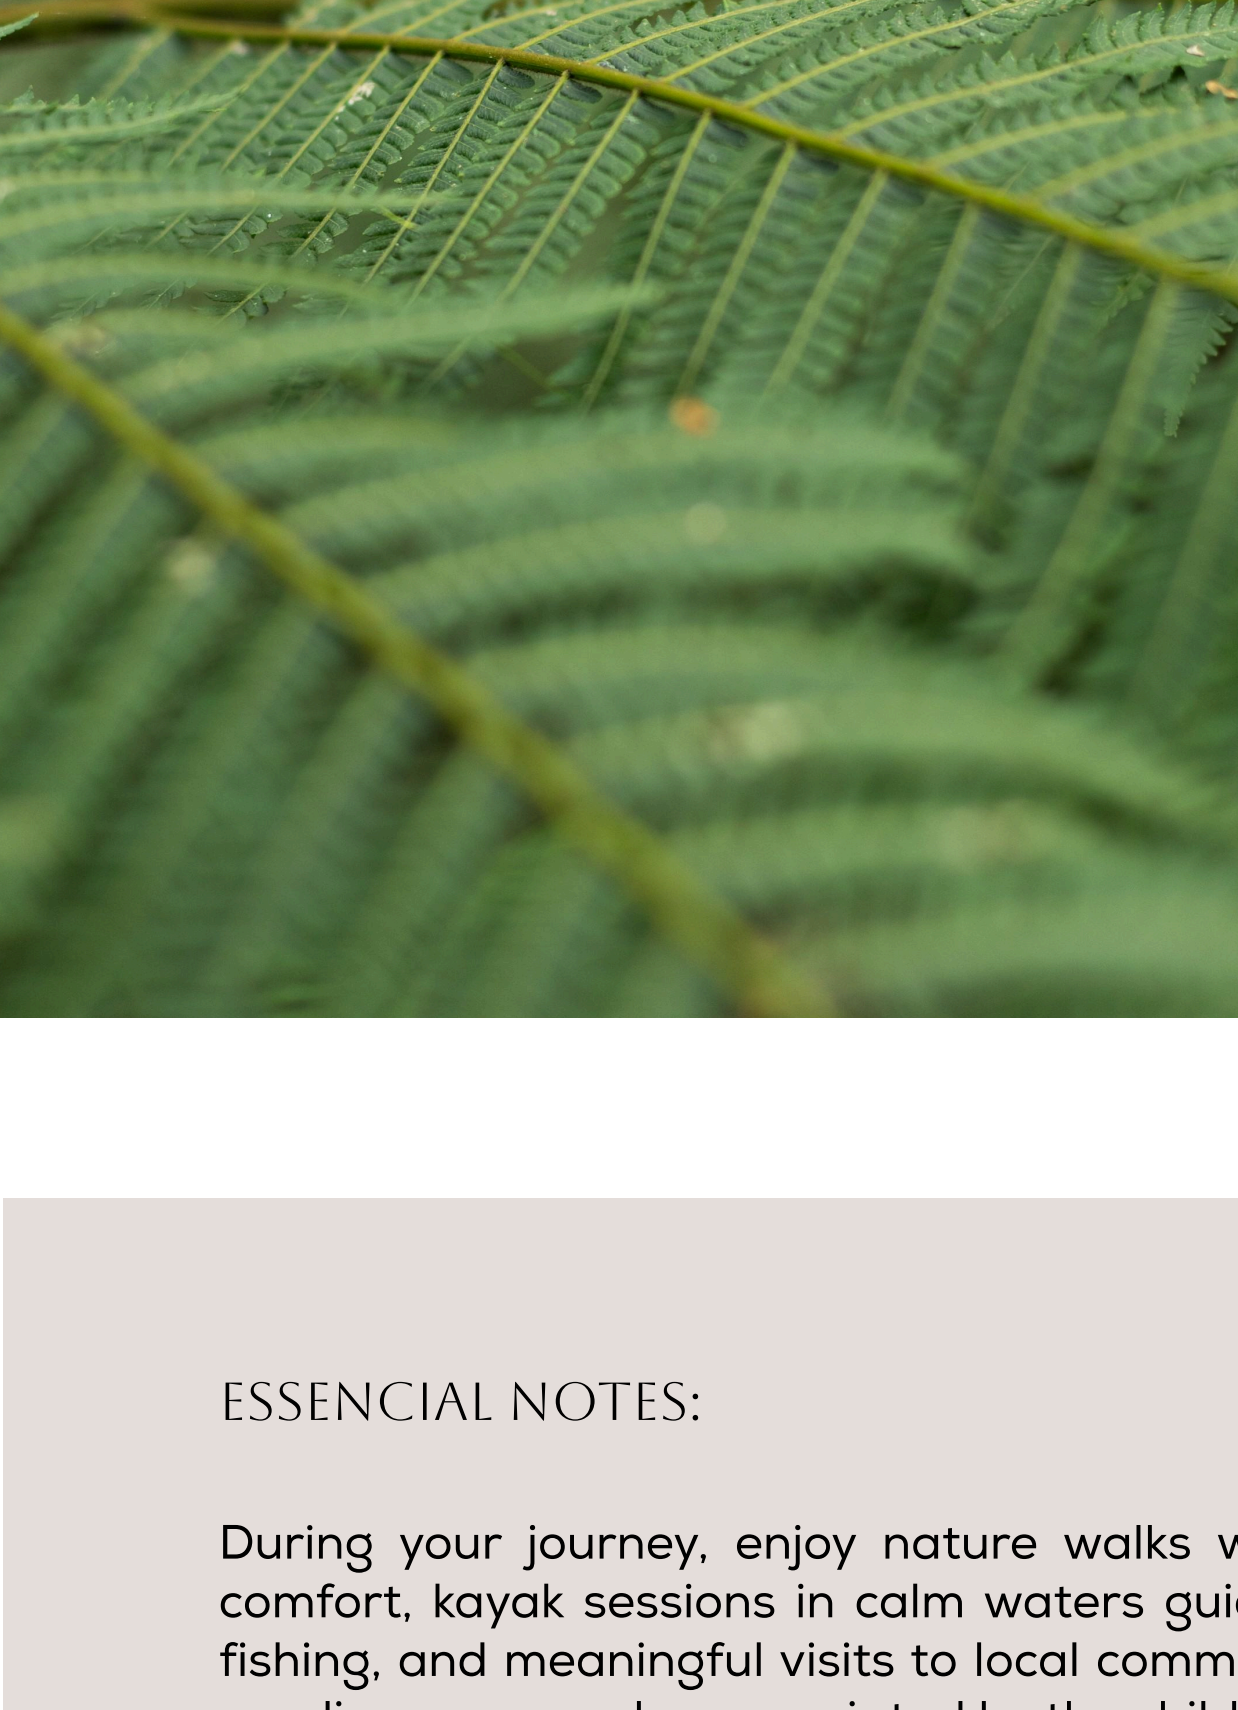 ESSENCIAL NOTES:
During your journey, enjoy nature walks
comfort, kayak sessions in calm waters
fishing, and meaningful visits to local